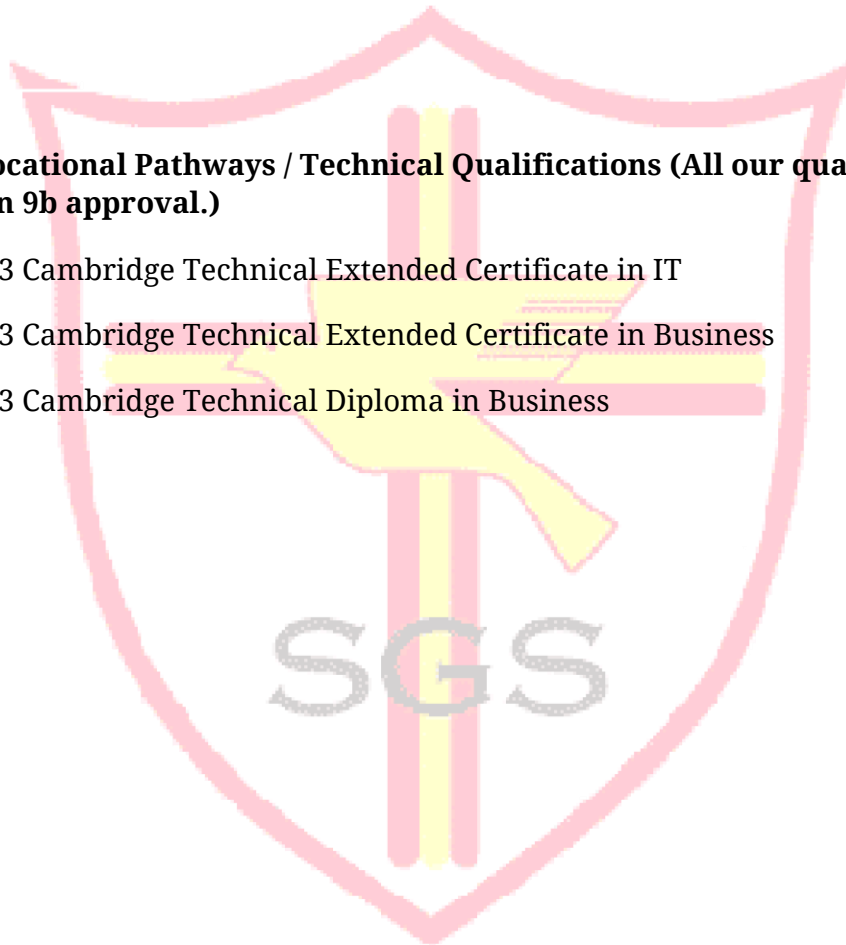 ocational Pathways / Technical Qualifications (All our qua
n 9b approval.)
3 Cambridge Technical Extended Certificate in IT
3 Cambridge Technical Extended Certificate in Business
3 Cambridge Technical Diploma in Business
SGS